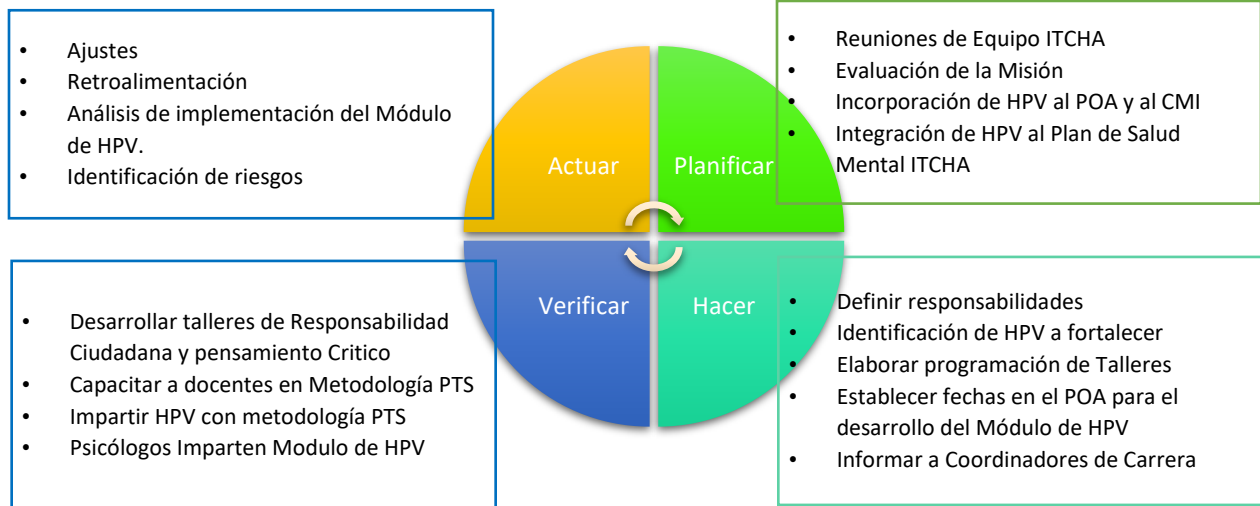 • Ajustes
• Retroalimentación
• Análisis de implementación del Módulo
de HPV.
• Identificación de riesgos
Actuar
Planificar
• Reuniones de Equipo ITCHA
• Evaluación de la Misión
• Incorporación de HPV al POA y al CMI
• Integración de HPV al Plan de Salud
Mental ITCHA
• Desarrollar talleres de Responsabilidad
Ciudadana y pensamiento Critico
• Capacitar a docentes en Metodología PTS
• Impartir HPV con metodología PTS
• Psicólogos Imparten Modulo de HPV
Verificar
Hacer
• Definir responsabilidades
• Identificación de HPV a fortalecer
• Elaborar programación de Talleres
• Establecer fechas en el POA para el
desarrollo del Módulo de HPV
• Informar a Coordinadores de Carrera